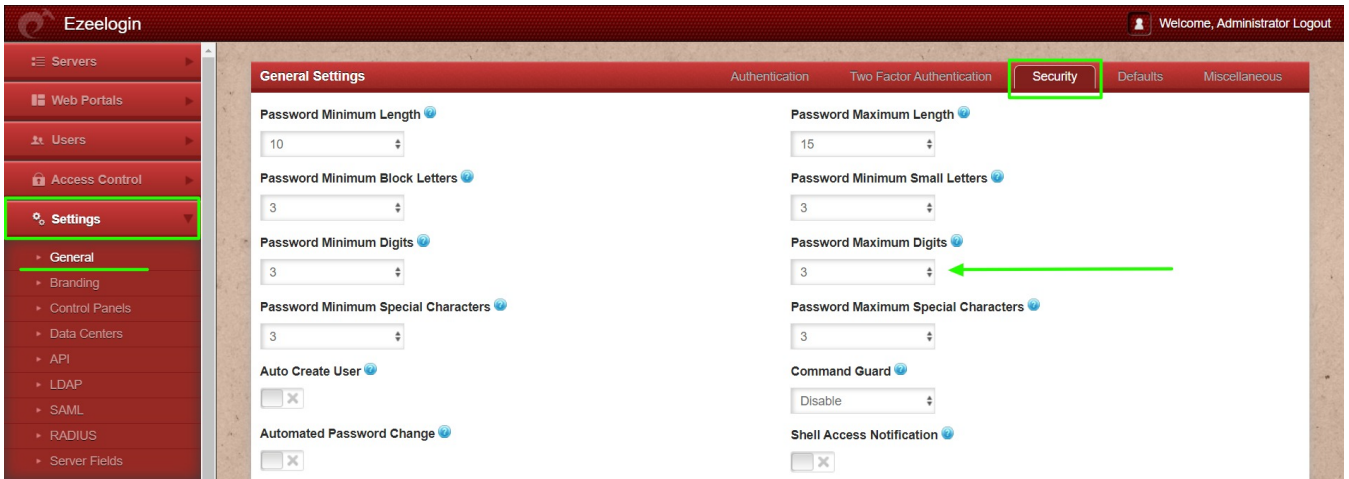 Ezeelogin
Welcome, Administrator Logout
Servers
Web Portals
Users
Access Control
Settings
General
Branding
Control Panels
Data Centers
API
LDAP
SAML
RADIUS
Server Fields
General Settings
Authentication
Two Factor Authentication
Security
Defaults
Miscellaneous
Password Minimum Length ?
Password Maximum Length ?
10
15
Password Minimum Block Letters ?
Password Minimum Small Letters ?
3
3
Password Minimum Digits ?
Password Maximum Digits ?
3
3
Password Minimum Special Characters ?
Password Maximum Special Characters ?
3
3
Auto Create User ?
Command Guard ?
Disable
Automated Password Change ?
Shell Access Notification ?